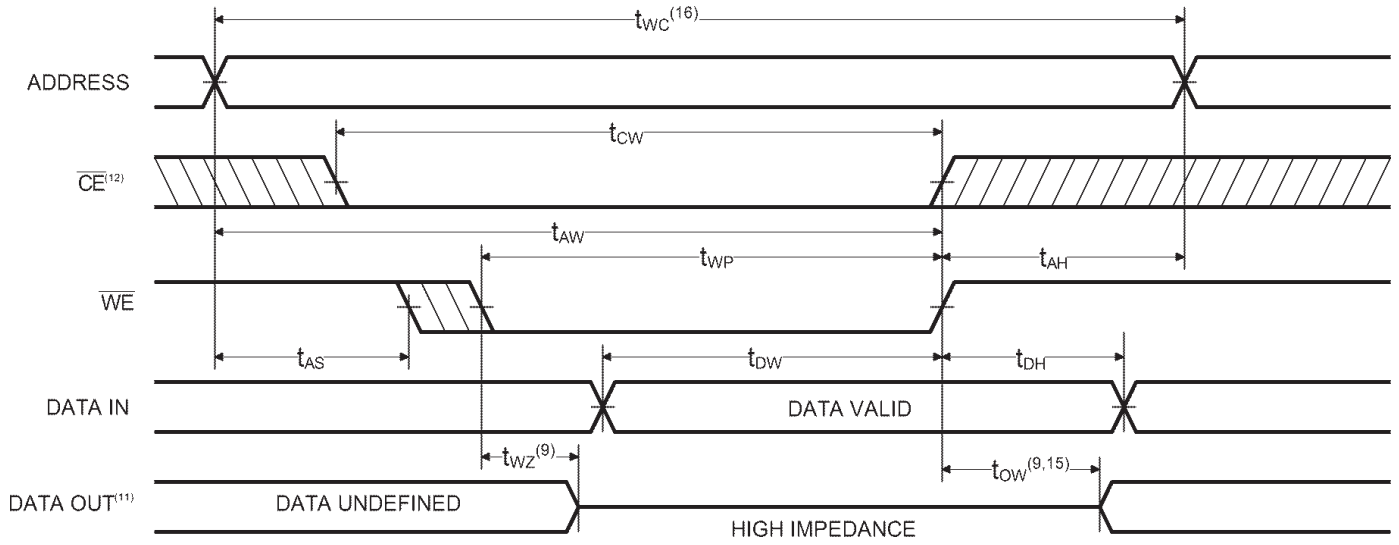 tWC(16)
ADDRESS
tCW
CE(12)
tAW
tWP
tAH
WE
tAS
tDW
tDH
DATA IN
DATA VALID
tWZ(9)
tOW(9,15)
DATA OUT(11)
DATA UNDEFINED
HIGH IMPEDANCE